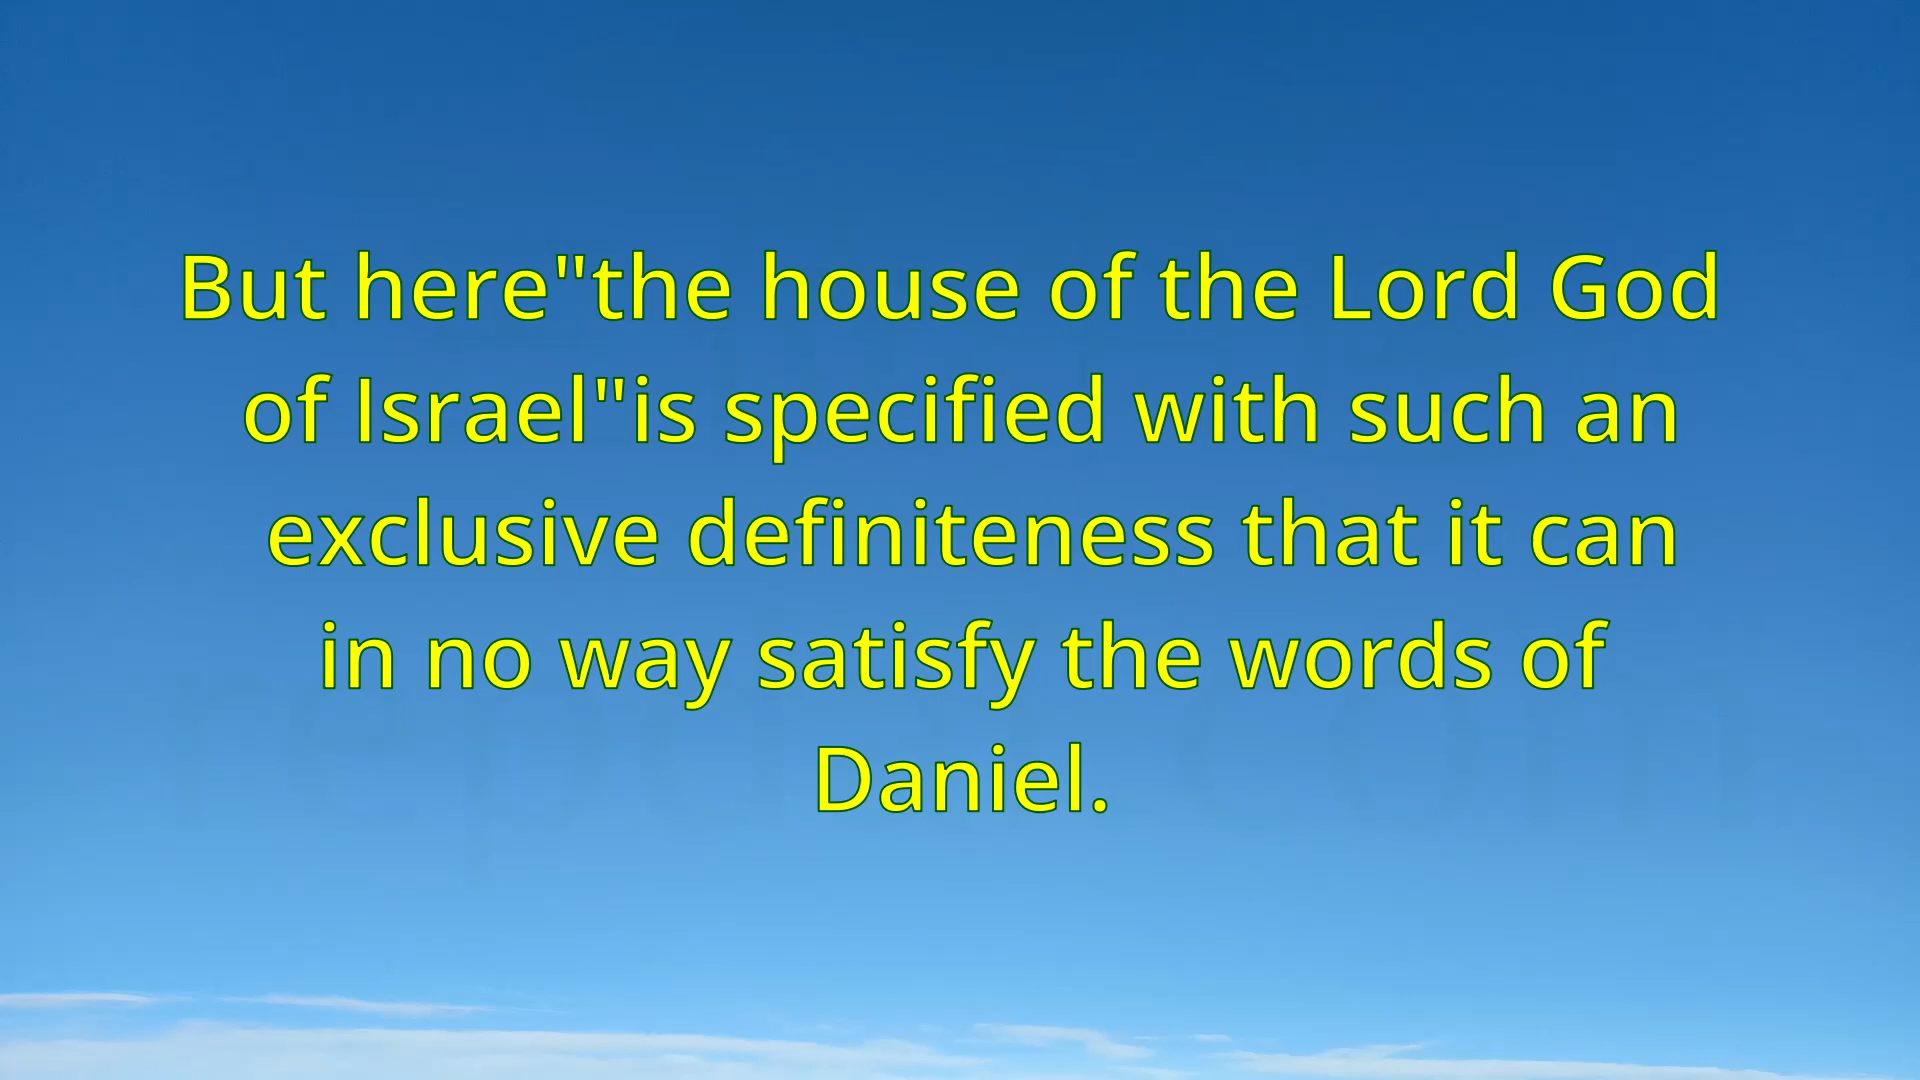 But here"the house of the Lord God
of Israel"is specified with such an
exclusive definiteness that it can
in no way satisfy the words of
Daniel.